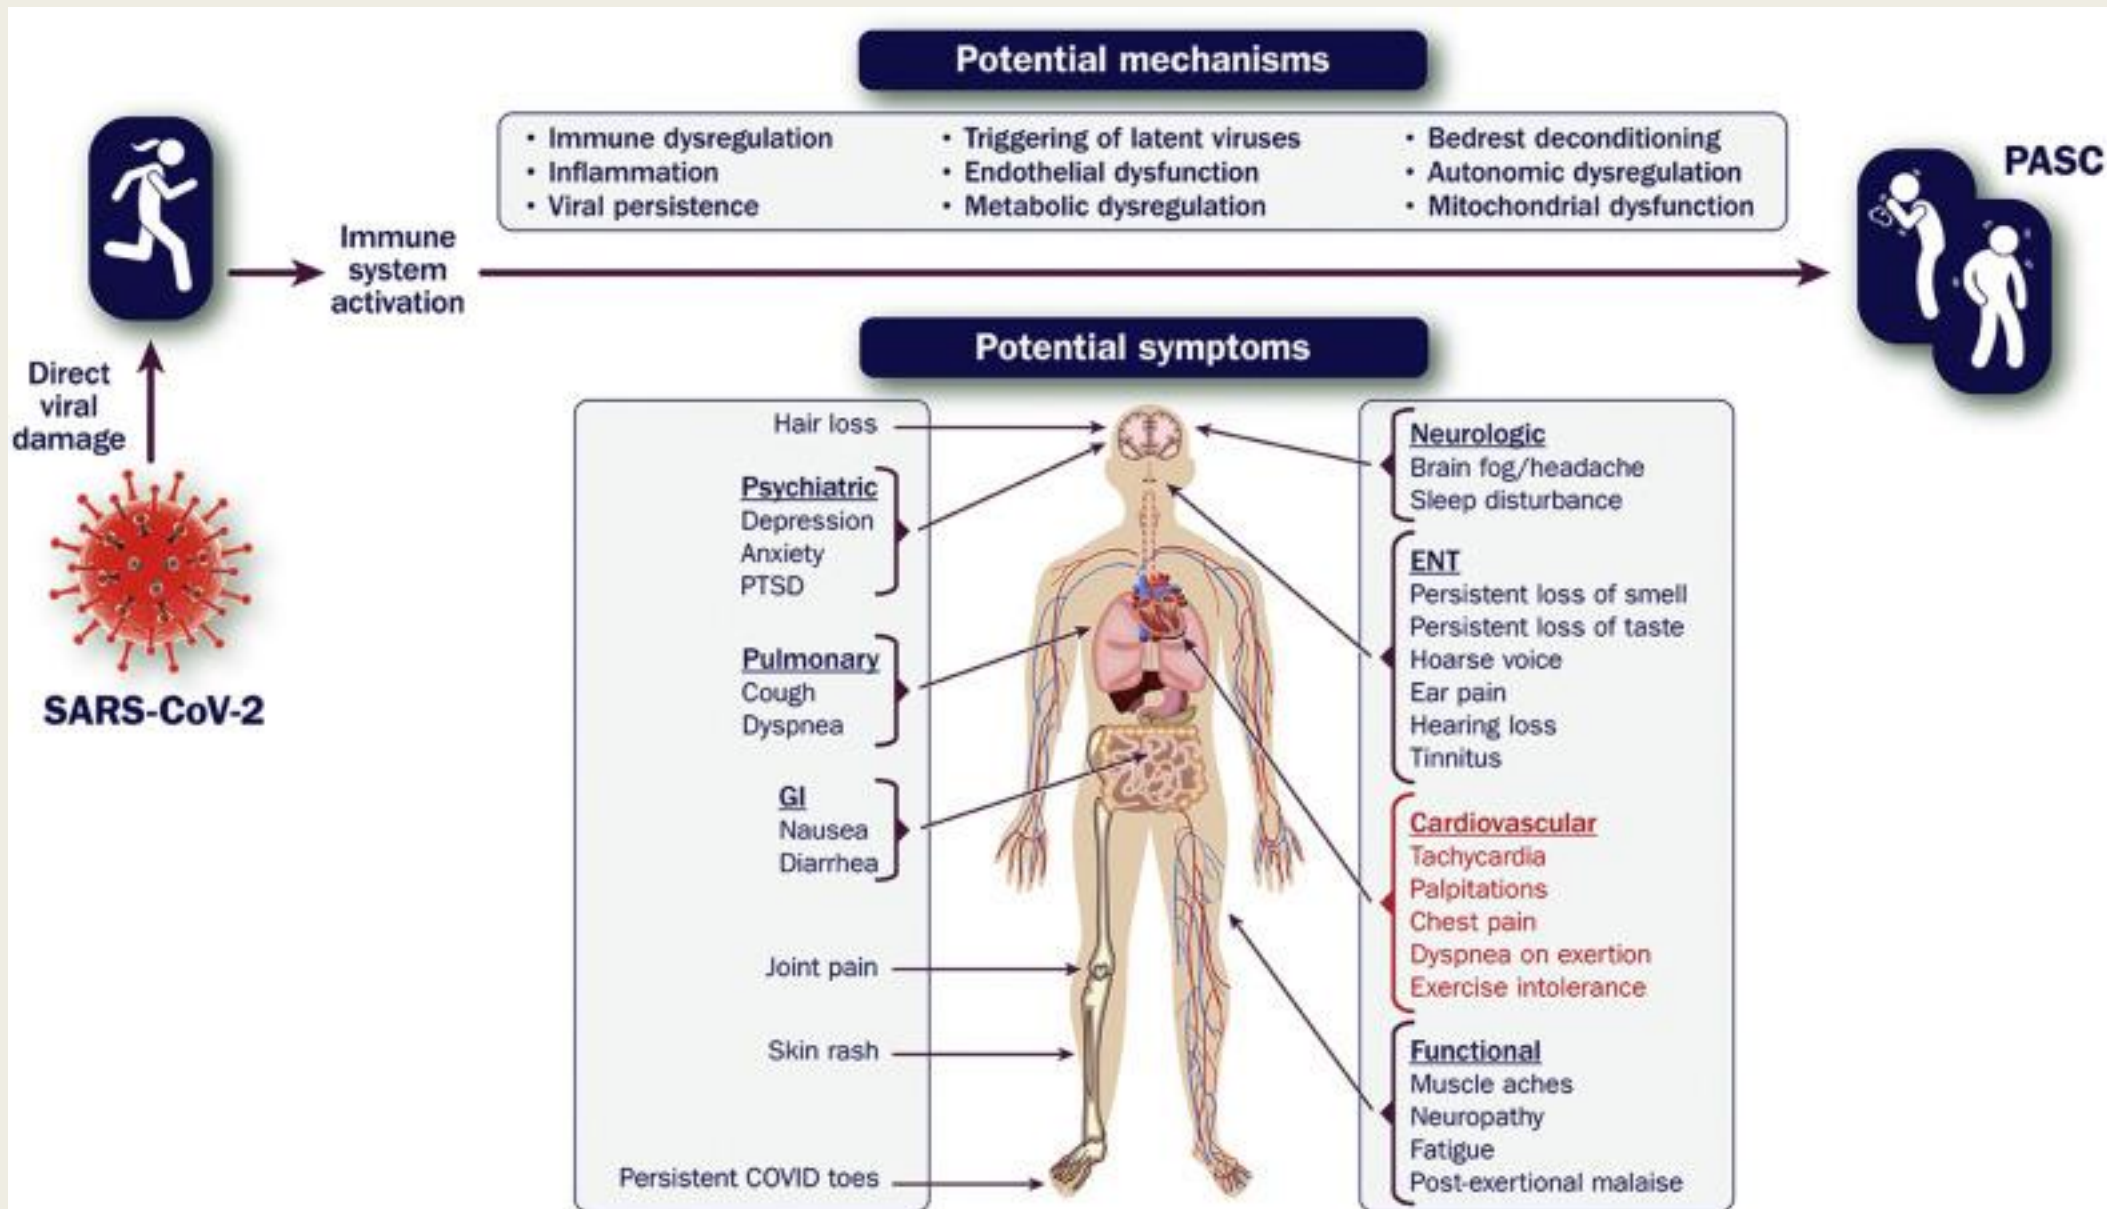 Potential mechanisms
• Immune dysregulation
• Inflammation
• Viral persistence
• Triggering of latent viruses
• Endothelial dysfunction
• Metabolic dysregulation
• Bedrest deconditioning
• Autonomic dysregulation
• Mitochondrial dysfunction
PASC
Immune
system
activation
Direct
viral
damage
SARS-CoV-2
Potential symptoms
Hair loss
Psychiatric
Depression
Anxiety
PTSD
Pulmonary
Cough
Dyspnea
GI
Nausea
Diarrhea
Joint pain
Skin rash
Persistent COVID toes
Neurologic
Brain fog/headache
Sleep disturbance
ENT
Persistent loss of smell
Persistent loss of taste
Hoarse voice
Ear pain
Hearing loss
Tinnitus
Cardiovascular
Tachycardia
Palpitations
Chest pain
Dyspnea on exertion
Exercise intolerance
Functional
Muscle aches
Neuropathy
Fatigue
Post-exertional malaise